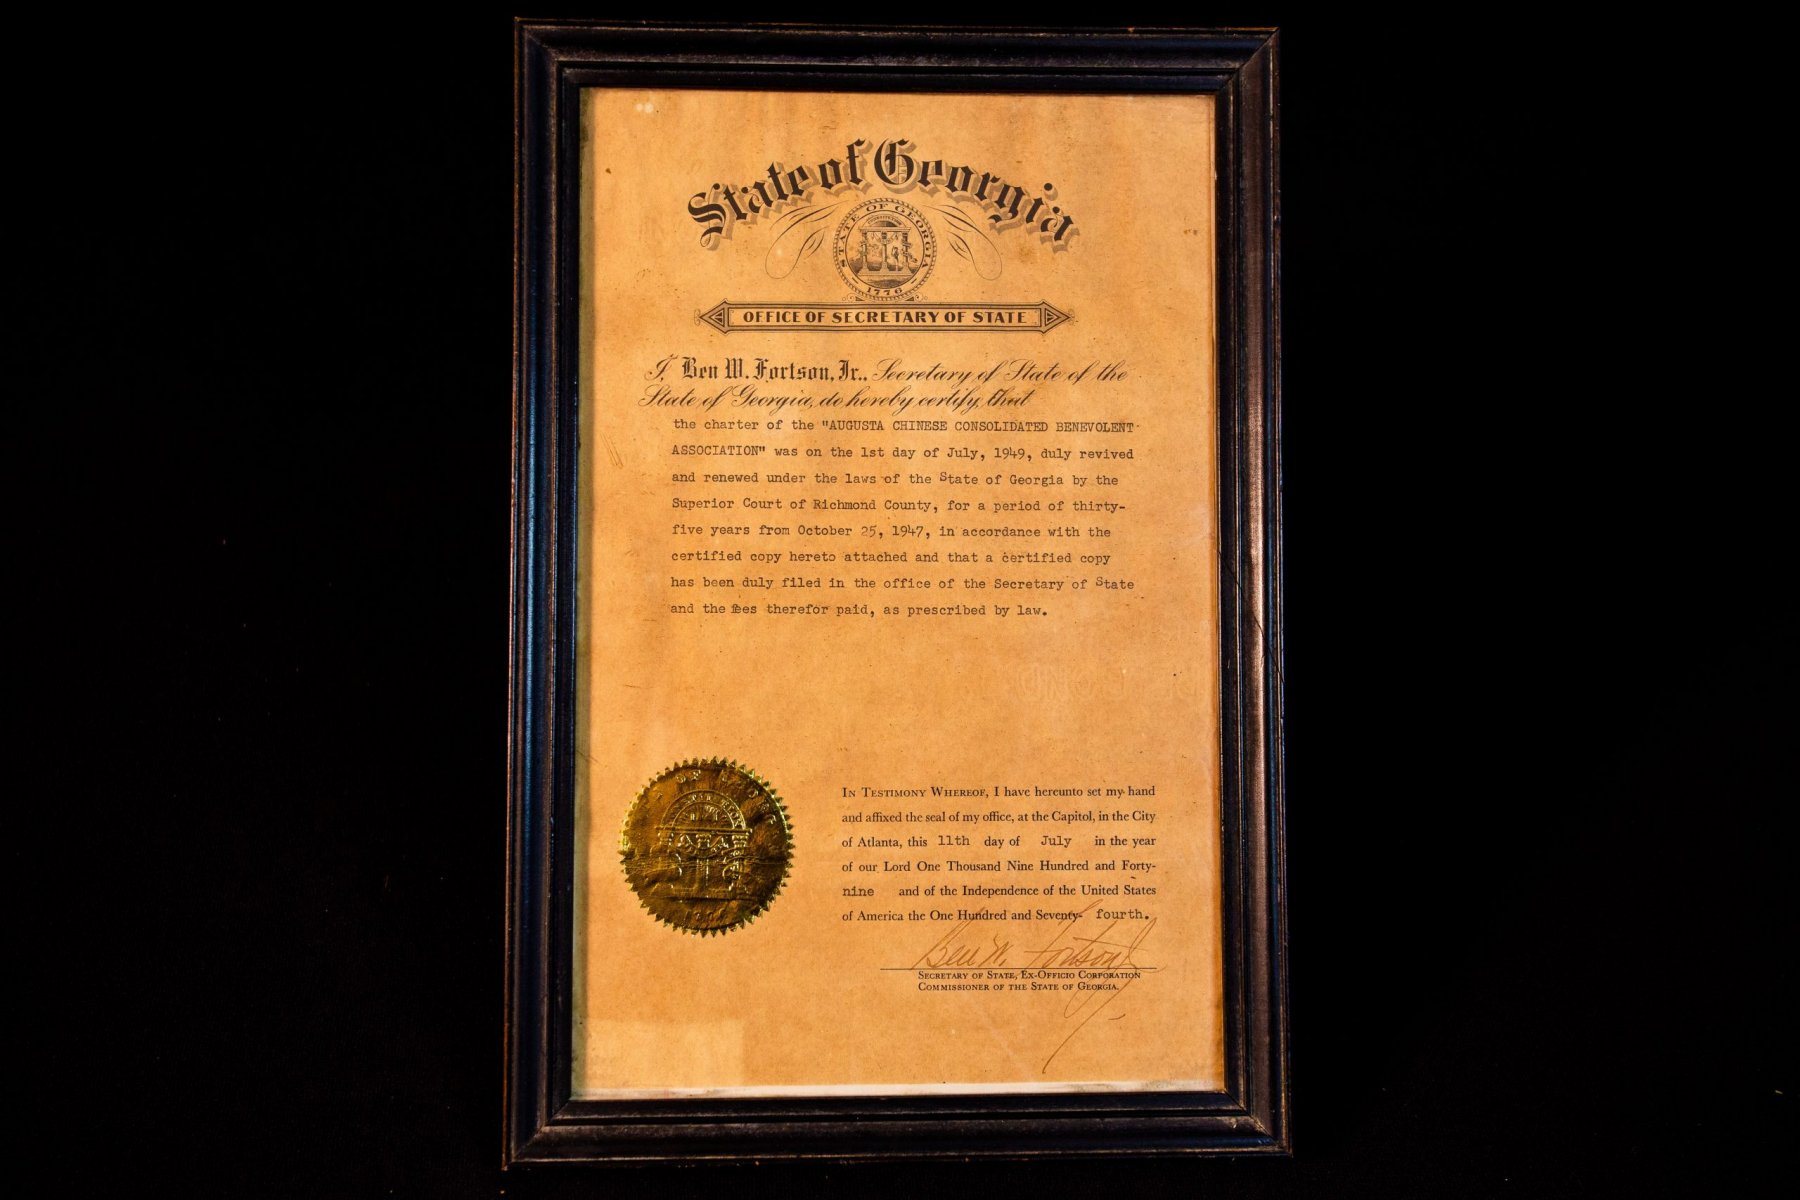 State of Georgia
STATE OF GEORGIA
CONSTITUTION
1776
OFFICE OF SECRETARY OF STATE
I, Ben W. Fortson, Jr., Secretary of State of the
State of Georgia, do hereby certify, that
the charter of the "AUGUSTA CHINESE CONSOLIDATED BENEVOLENT
ASSOCIATION" was on the 1st day of July, 1949, duly revived
and renewed under the laws of the State of Georgia by the
Superior Court of Richmond County, for a period of thirty-
five years from October 25, 1947, in accordance with the
certified copy hereto attached and that a certified copy
has been duly filed in the office of the Secretary of State
and the fees therefor paid, as prescribed by law.
IN TESTIMONY WHEREOF, I have hereunto set my hand
and affixed the seal of my office, at the Capitol, in the City
of Atlanta, this 11th day of July in the year
of our Lord One Thousand Nine Hundred and Forty-
nine and of the Independence of the United States
of America the One Hundred and Seventy- fourth.
Ben W. Fortson Jr
SECRETARY OF STATE, EX-OFFICIO CORPORATION
COMMISSIONER OF THE STATE OF GEORGIA.